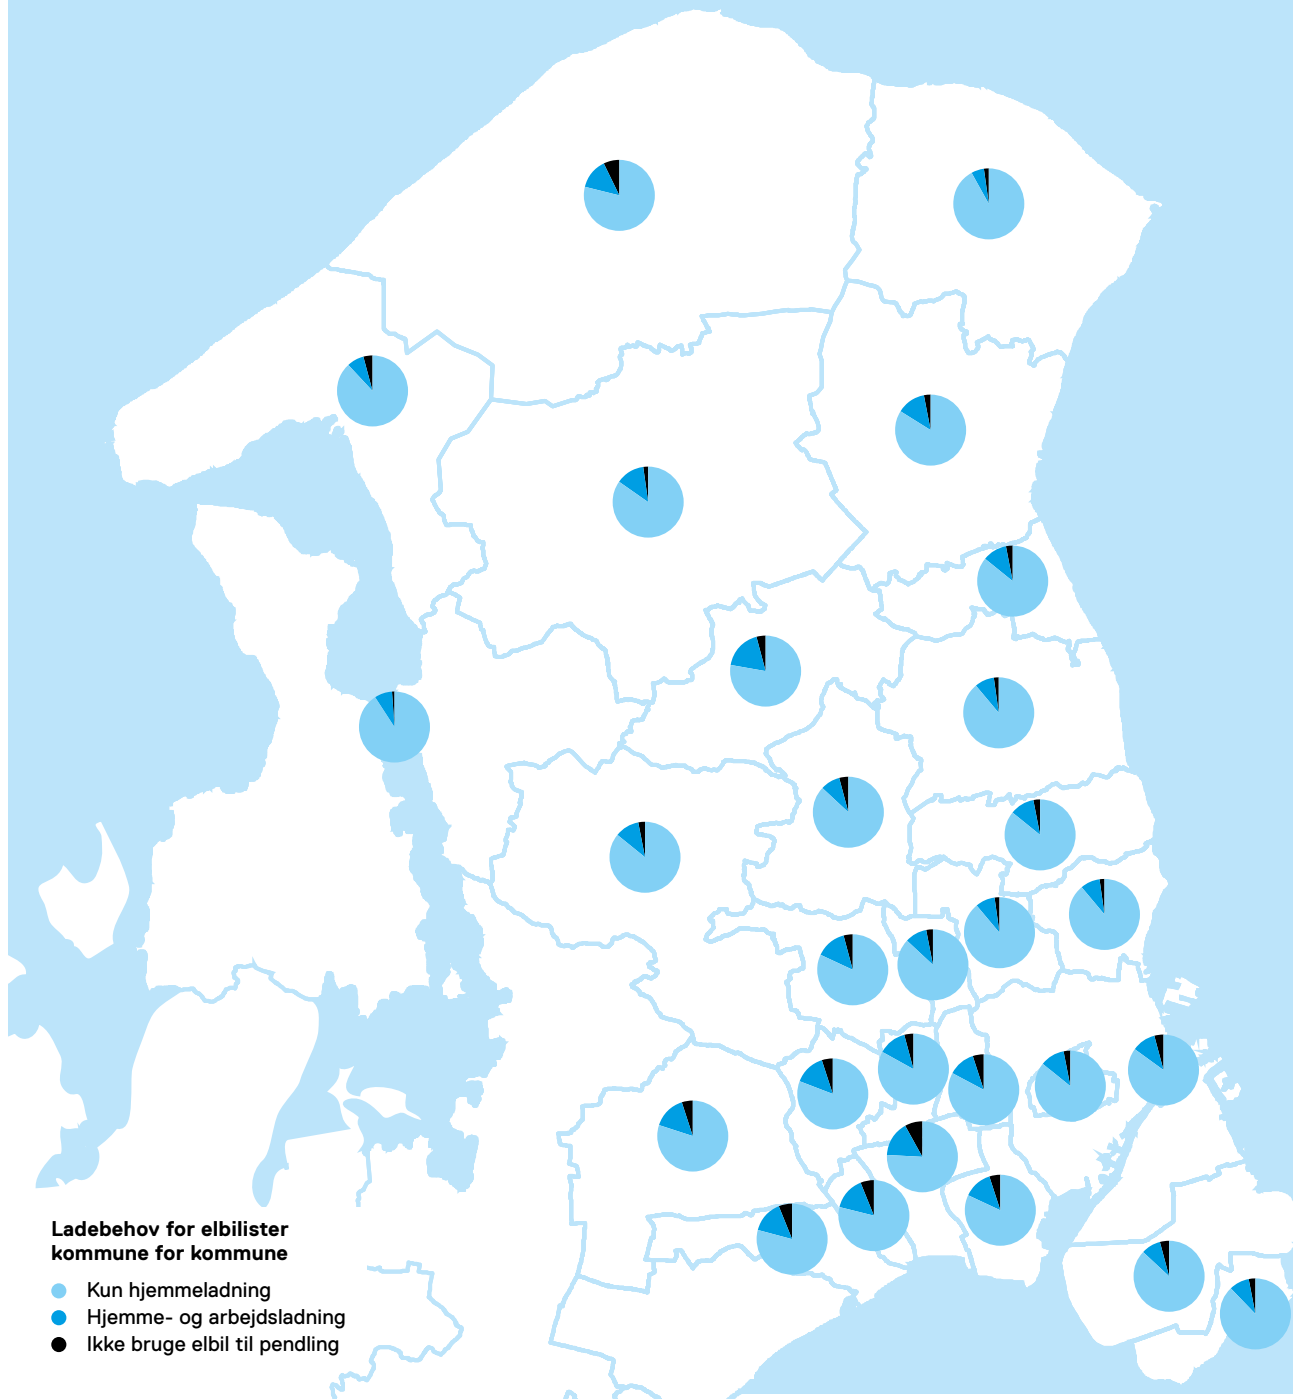 Ladebehov for elbilister
kommune for kommune
Kun hjemmeladning
Hjemme- og arbejdsladning
Ikke bruge elbil til pendling